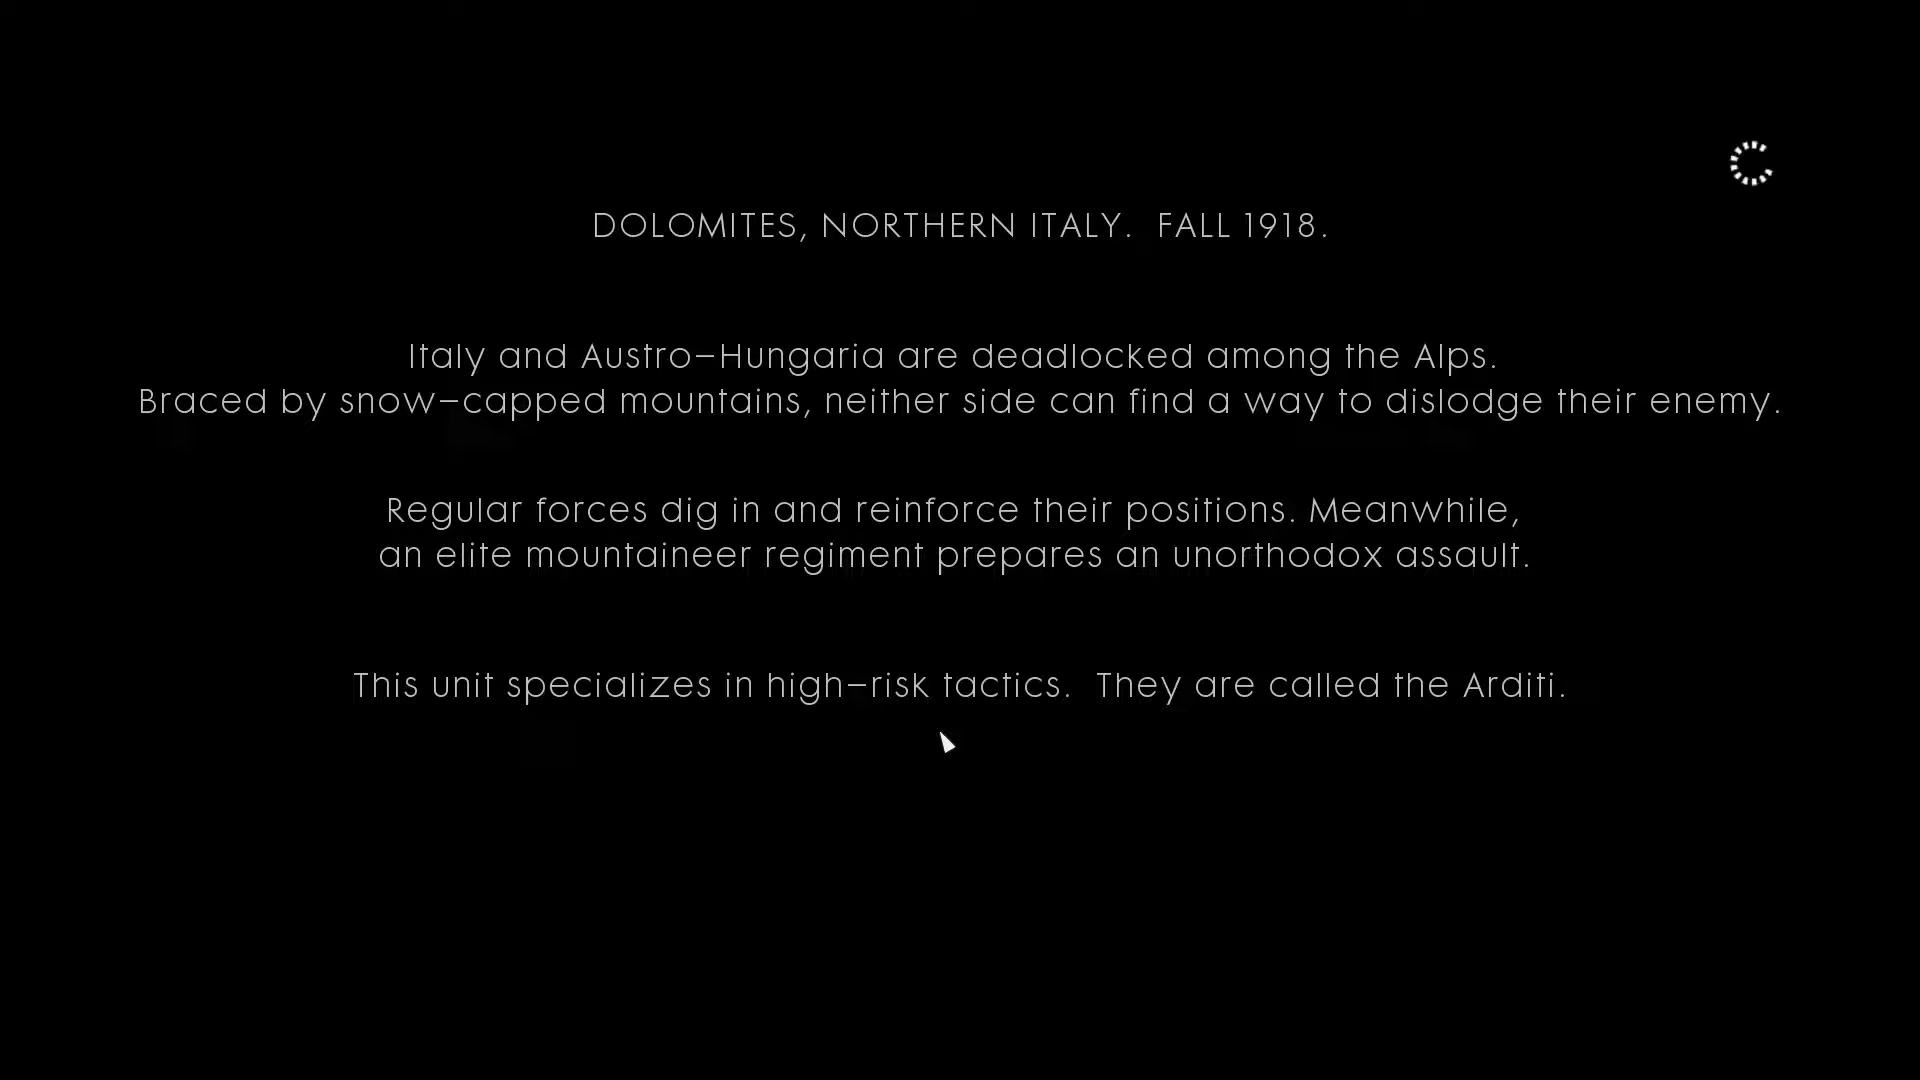 DOLOMITES, NORTHERN ITALY.  FALL 1918.
Italy and Austro-Hungaria are deadlocked among the Alps.
Braced by snow-capped mountains, neither side can find a way to dislodge their enemy.
Regular forces dig in and reinforce their positions. Meanwhile,
an elite mountaineer regiment prepares an unorthodox assault.
This unit specializes in high-risk tactics.  They are called the Arditi.